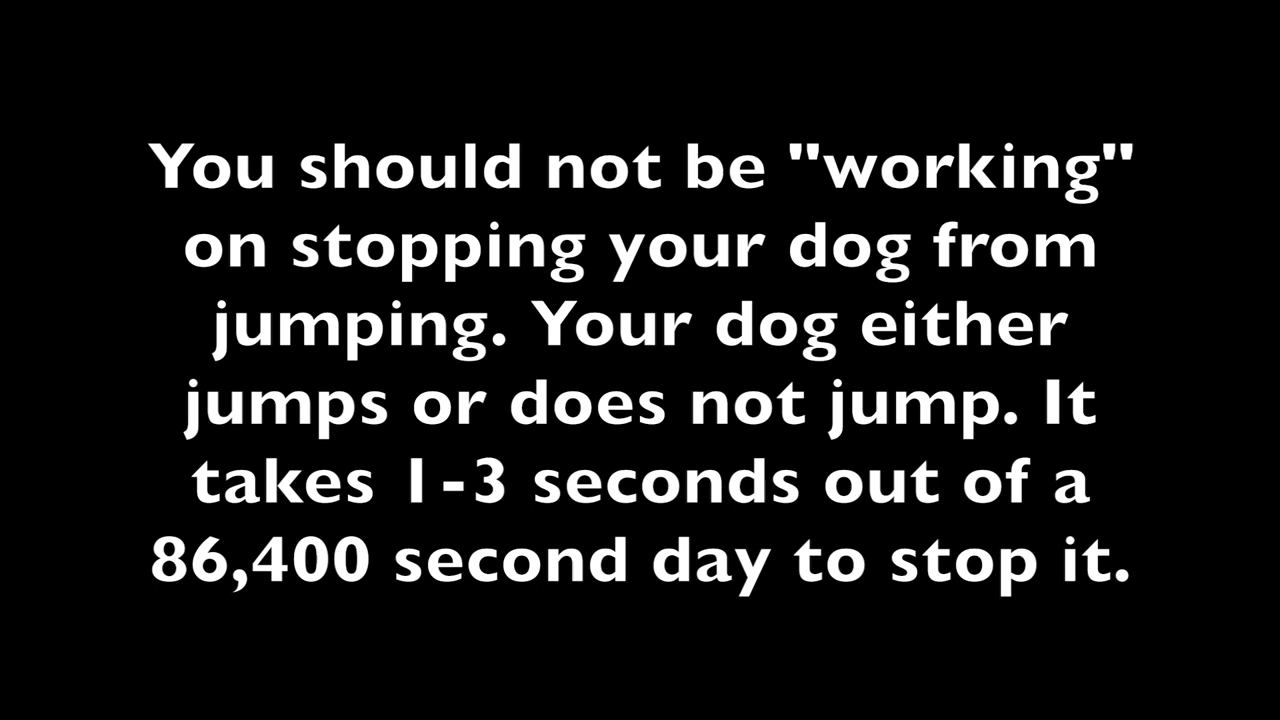 You should not be "working"
on stopping your dog from
jumping. Your dog either
jumps or does not jump. It
takes 1-3 seconds out of a
86,400 second day to stop it.